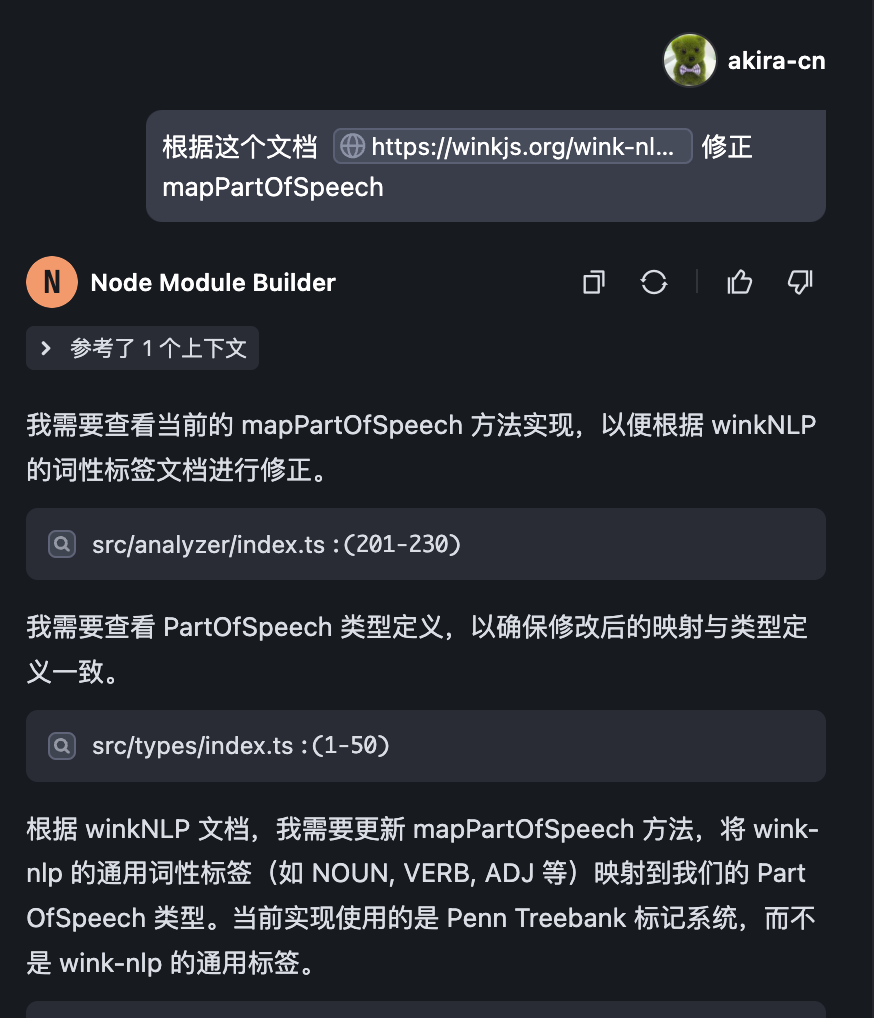 akira-cn
根据这个文档 https://winkjs.org/wink-nl... 修正
mapPartOfSpeech
N Node Module Builder
参考了 1 个上下文
我需要查看当前的 mapPartOfSpeech 方法实现，以便根据 winkNLP
的词性标签文档进行修正。
src/analyzer/index.ts :(201-230)
我需要查看 PartOfSpeech 类型定义，以确保修改后的映射与类型定
义一致。
src/types/index.ts :(1-50)
根据 winkNLP 文档，我需要更新 mapPartOfSpeech 方法，将 wink-
nlp 的通用词性标签（如 NOUN, VERB, ADJ 等）映射到我们的 Part
OfSpeech 类型。当前实现使用的是 Penn Treebank 标记系统，而不
是 wink-nlp 的通用标签。